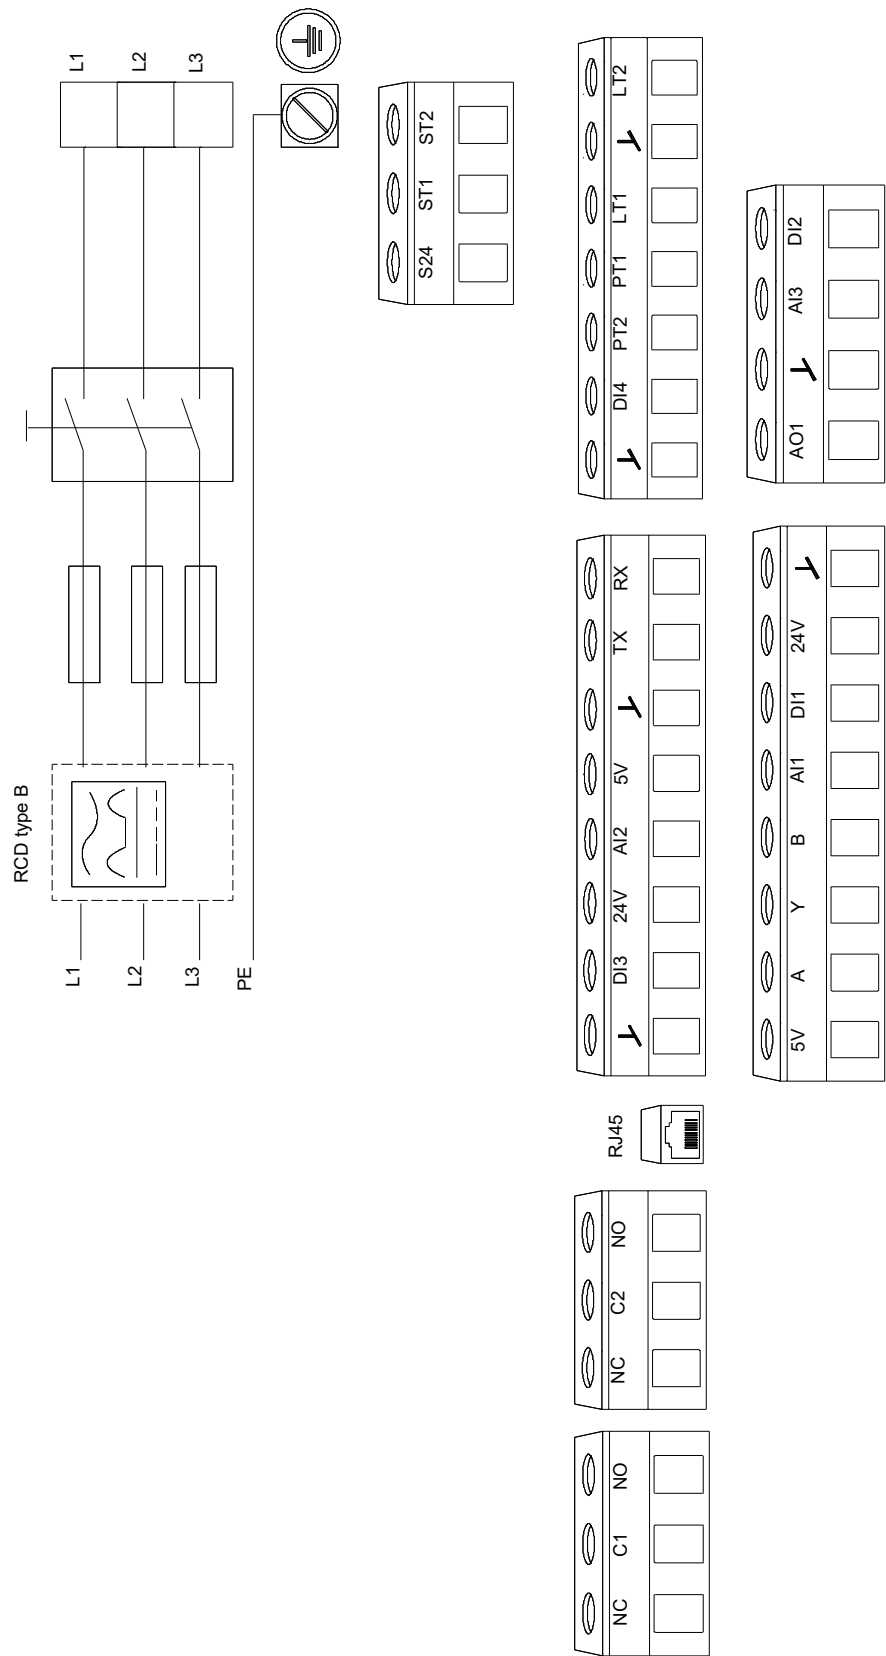 RCD type B
L1
L2
L3
PE
L1
L2
L3
S24
ST1
ST2
NC
C1
NO
NC
C2
NO
RJ45
DI3
24V
AI2
5V
TX
RX
DI4
PT2
PT1
LT1
LT2
5V
A
Y
B
AI1
DI1
24V
AO1
AI3
DI2